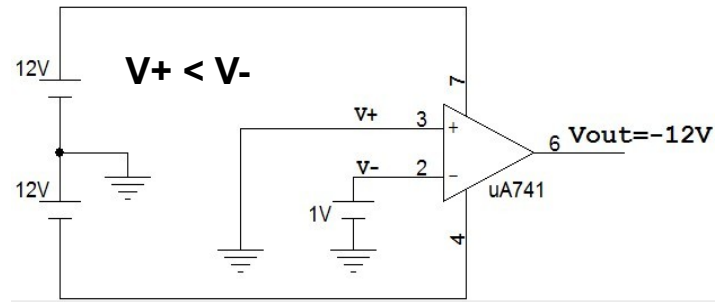 12V
V+ < V-
7
V+
3
+
6
Vout=-12V
V-
2
-
12V
uA741
1V
4